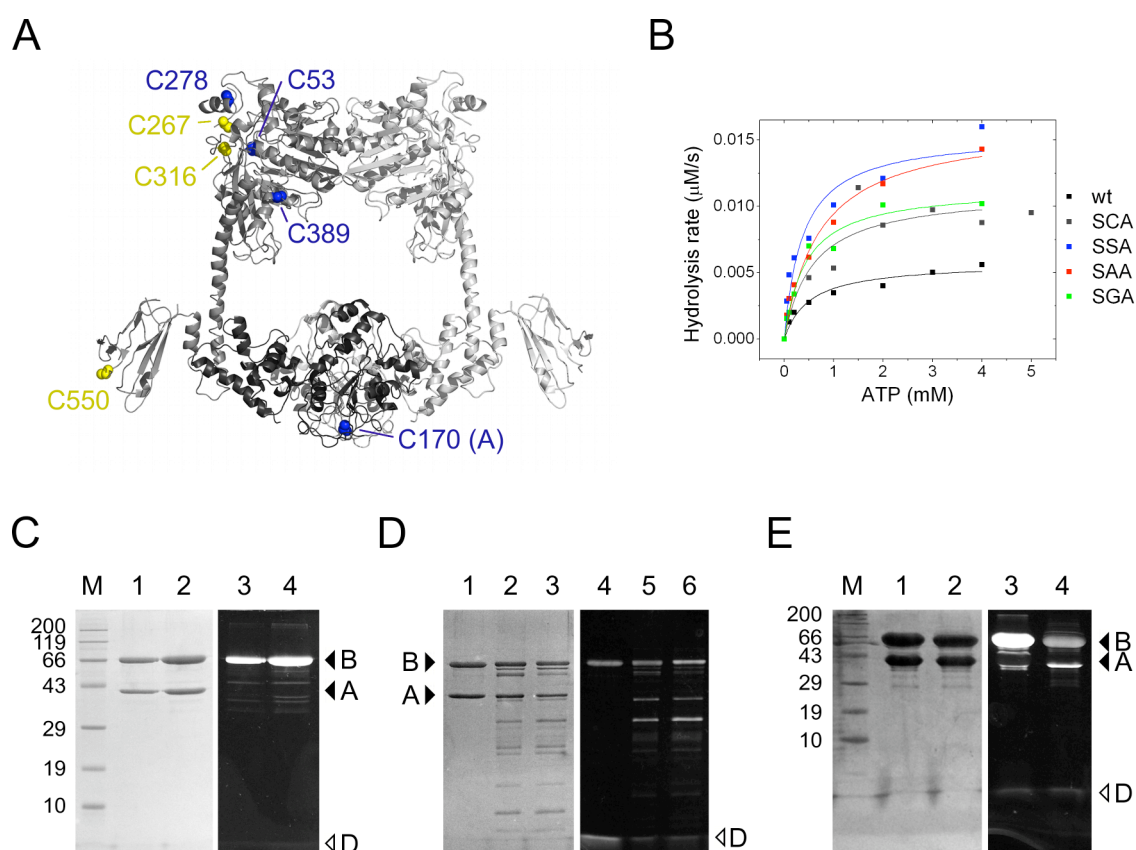 A
C278
C53
C267
C316
C389
C550
C170 (A)
B
Hydrolysis rate (μM/s)
0.015
0.010
0.005
0.000
0 1 2 3 4 5
ATP (mM)
wt
SCA
SSA
SAA
SGA
C
M 1 2 3 4
200
119
66
43
29
19
10
B
A
D
D
1 2 3 4 5 6
B
A
D
E
M 1 2 3 4
200
66
43
29
19
10
B
A
D